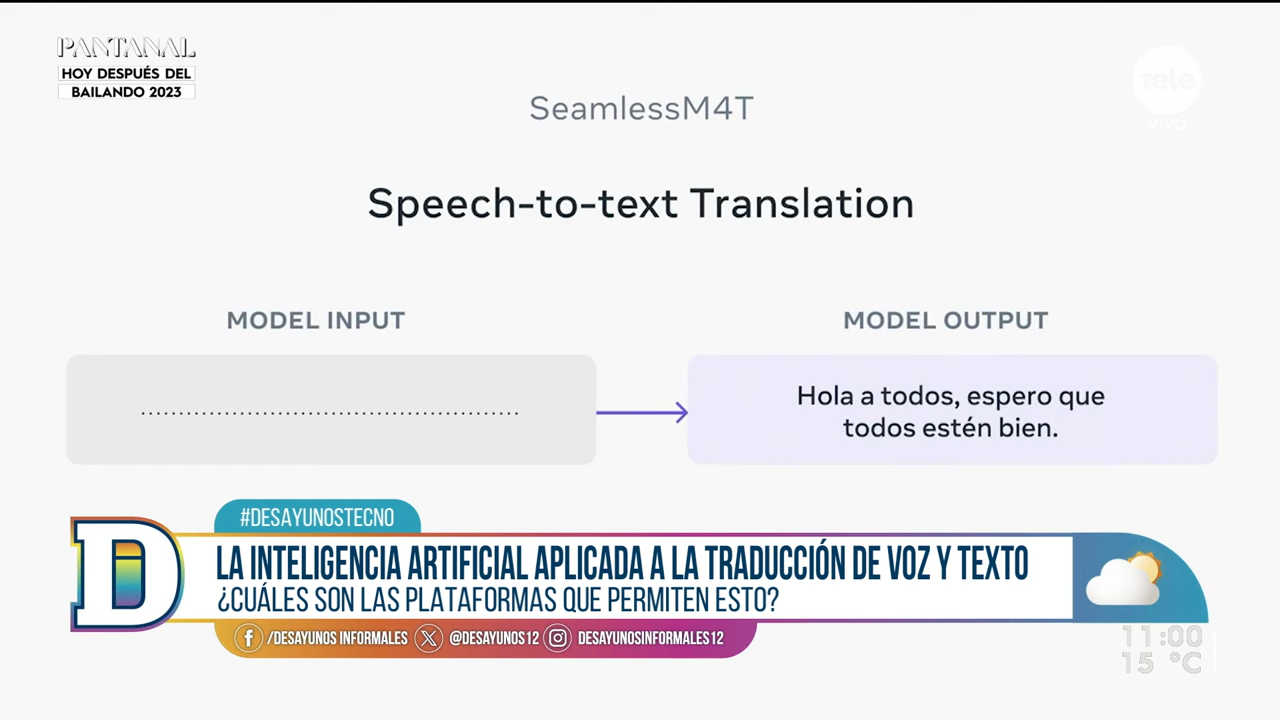 PANTANAL
HOY DESPUÉS DEL
BAILANDO 2023
tele
VIVO
SeamlessM4T
Speech-to-text Translation
MODEL INPUT
MODEL OUTPUT
Hola a todos, espero que
todos estén bien.
#DESAYUNOSTECNO
D
LA INTELIGENCIA ARTIFICIAL APLICADA A LA TRADUCCIÓN DE VOZ Y TEXTO
¿CUÁLES SON LAS PLATAFORMAS QUE PERMITEN ESTO?
/DESAYUNOS INFORMALES @DESAYUNOS12 DESAYUNOSINFORMALES12
11:00
15 °C